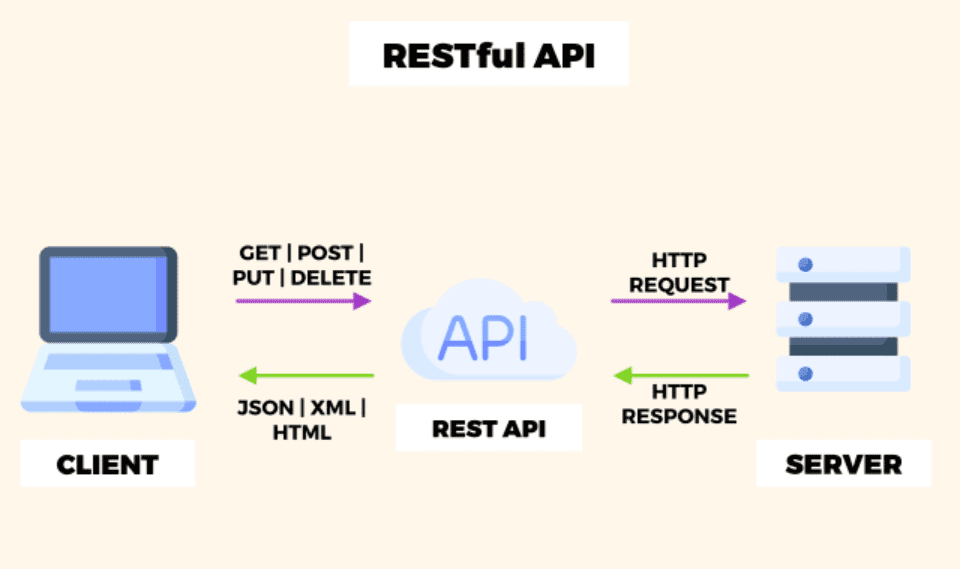 RESTful API
GET | POST |
PUT | DELETE
HTTP
REQUEST
API
JSON | XML |
HTML
HTTP
RESPONSE
REST API
CLIENT
SERVER